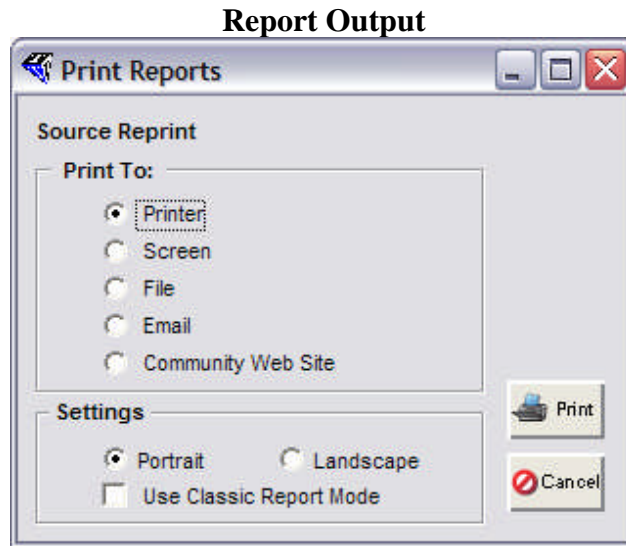 Report Output
Print Reports
Source Reprint
Print To:
Printer
Screen
File
Email
Community Web Site
Settings
Portrait Landscape
Use Classic Report Mode
Print
Cancel